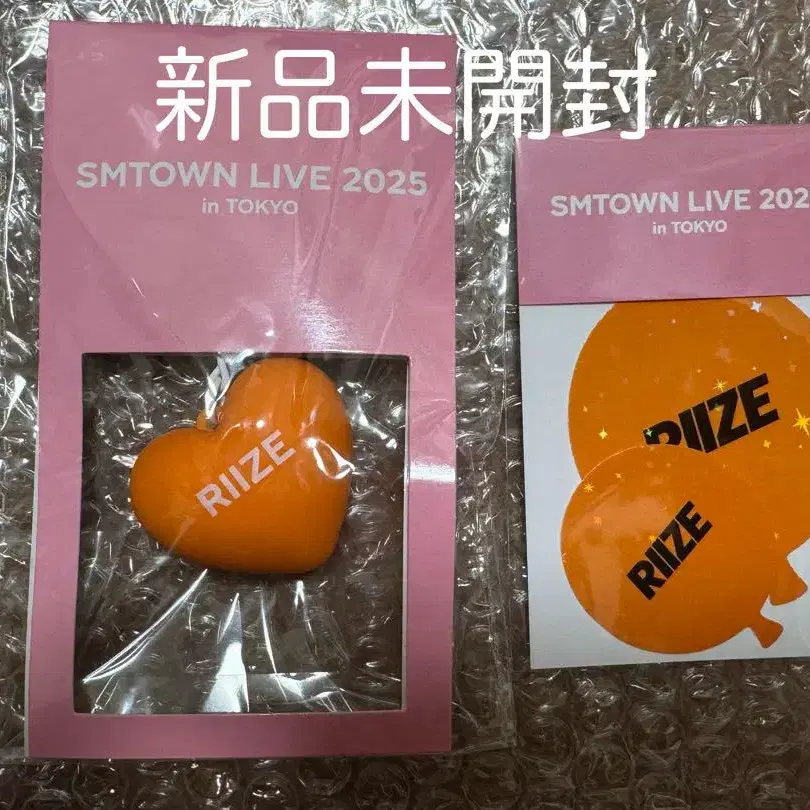 新品未開封
SMTOWN LIVE 2025
in TOKYO
RIIZE
SMTOWN LIVE 202
in TOKYO
RIIZE
RIIZE